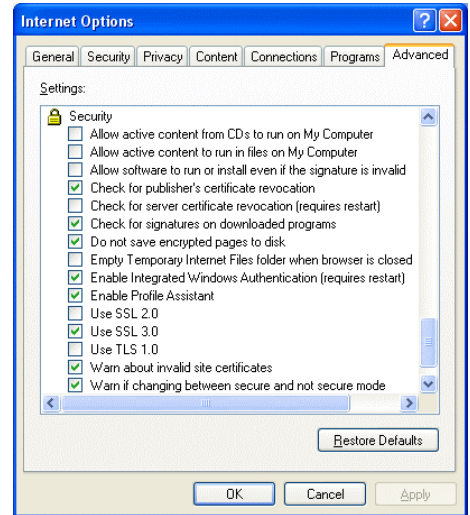 Internet Options
General Security Privacy Content Connections Programs Advanced
Settings:
Security
Allow active content from CDs to run on My Computer
Allow active content to run in files on My Computer
Allow software to run or install even if the signature is invalid
Check for publisher's certificate revocation
Check for server certificate revocation (requires restart)
Check for signatures on downloaded programs
Do not save encrypted pages to disk
Empty Temporary Internet Files folder when browser is closed
Enable Integrated Windows Authentication (requires restart)
Enable Profile Assistant
Use SSL 2.0
Use SSL 3.0
Use TLS 1.0
Warn about invalid site certificates
Warn if changing between secure and not secure mode
Restore Defaults
OK Cancel Apply